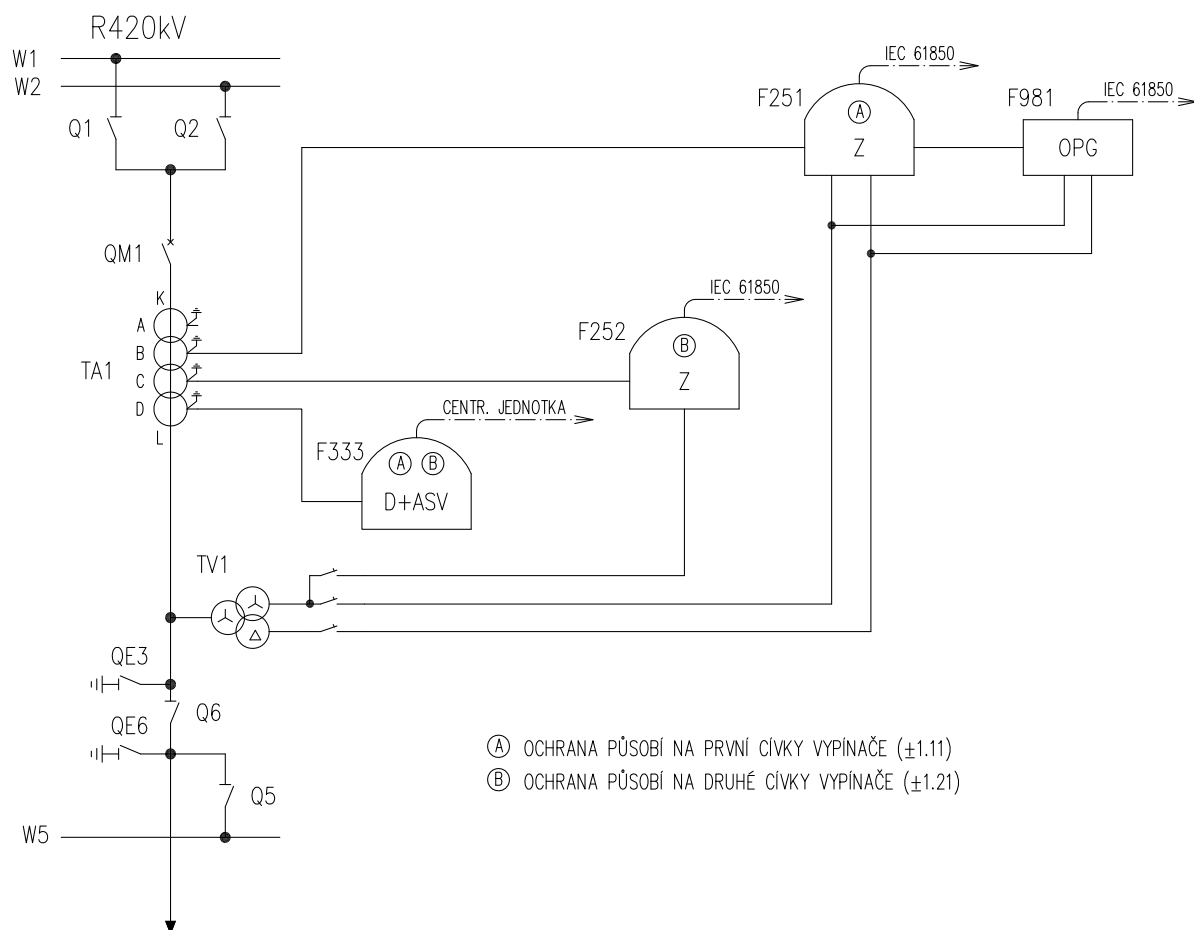 R420kV
W1
W2
Q1
Q2
QM1
K
A
B
C
D
L
TA1
IEC 61850
F251
A
Z
IEC 61850
F981
OPG
IEC 61850
F252
B
Z
CENTR. JEDNOTKA
F333
A B
D+ASV
TV1
QE3
Q6
QE6
Q5
W5
A OCHRANA PŮSOBÍ NA PRVNÍ CÍVKY VYPÍNAČE (±1.11)
B OCHRANA PŮSOBÍ NA DRUHÉ CÍVKY VYPÍNAČE (±1.21)